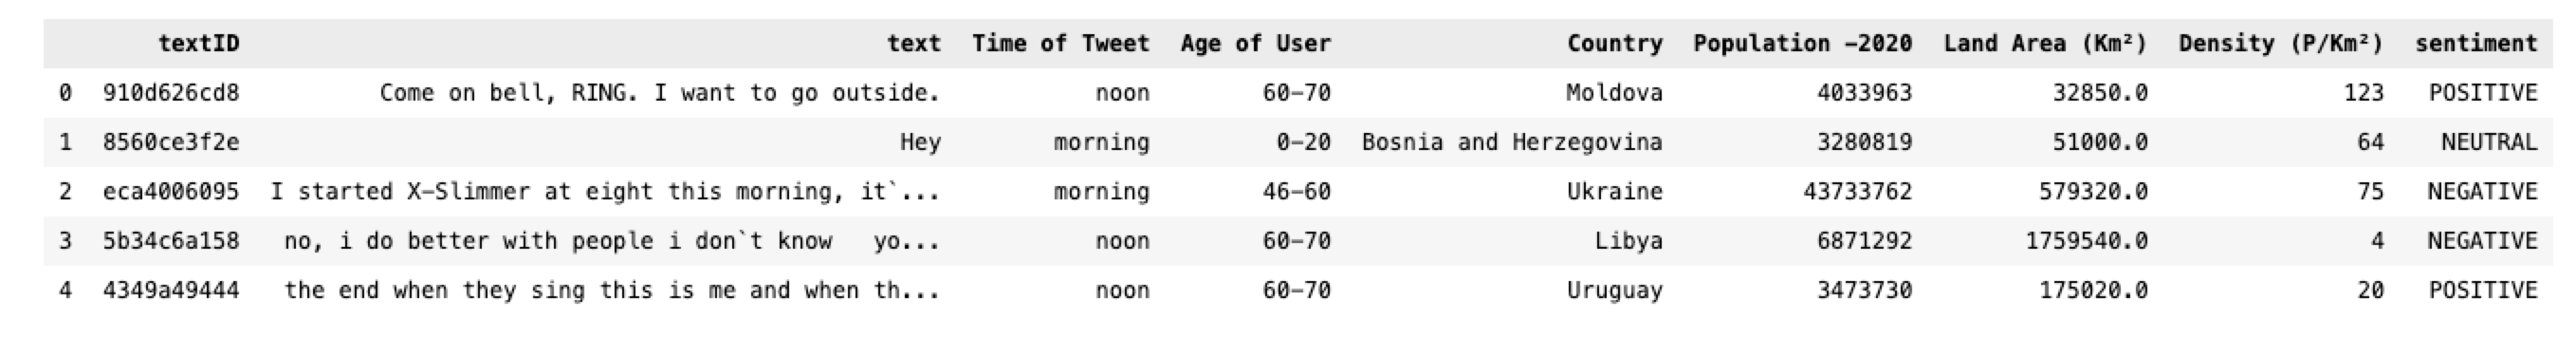 textID text Time of Tweet Age of User Country Population -2020 Land Area (Km²) Density (P/Km²) sentiment
0 910d626cd8 Come on bell, RING. I want to go outside. noon 60-70 Moldova 4033963 32850.0 123 POSITIVE
1 8560ce3f2e Hey morning 0-20 Bosnia and Herzegovina 3280819 51000.0 64 NEUTRAL
2 eca4006095 I started X-Slimmer at eight this morning, it`... morning 46-60 Ukraine 43733762 579320.0 75 NEGATIVE
3 5b34c6a158 no, i do better with people i don`t know yo... noon 60-70 Libya 6871292 1759540.0 4 NEGATIVE
4 4349a49444 the end when they sing this is me and when th... noon 60-70 Uruguay 3473730 175020.0 20 POSITIVE